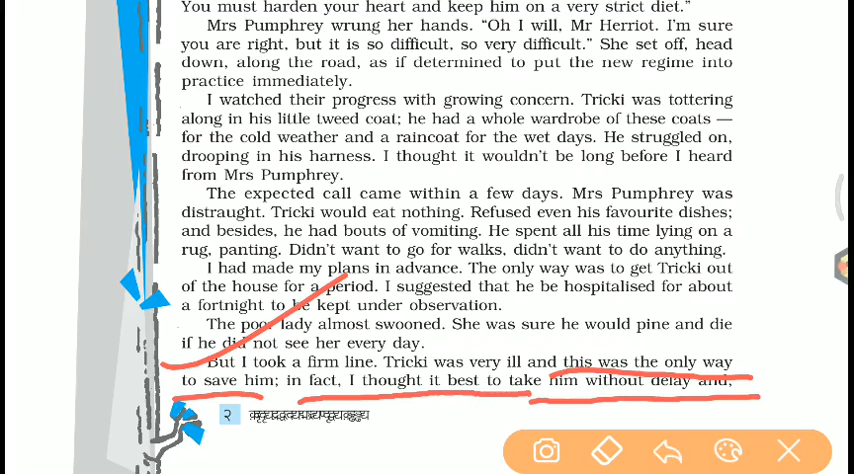 You must harden your heart and keep him on a very strict diet.”
Mrs Pumphrey wrung her hands. “Oh I will, Mr Herriot. I’m sure
you are right, but it is so difficult, so very difficult.” She set off, head
down, along the road, as if determined to put the new regime into
practice immediately.
I watched their progress with growing concern. Tricki was tottering
along in his little tweed coat; he had a whole wardrobe of these coats —
for the cold weather and a raincoat for the wet days. He struggled on,
drooping in his harness. I thought it wouldn’t be long before I heard
from Mrs Pumphrey.
The expected call came within a few days. Mrs Pumphrey was
distraught. Tricki would eat nothing. Refused even his favourite dishes;
and besides, he had bouts of vomiting. He spent all his time lying on a
rug, panting. Didn’t want to go for walks, didn’t want to do anything.
I had made my plans in advance. The only way was to get Tricki out
of the house for a period. I suggested that he be hospitalised for about
a fortnight to be kept under observation.
The poor lady almost swooned. She was sure he would pine and die
if he did not see her every day.
But I took a firm line. Tricki was very ill and this was the only way
to save him; in fact, I thought it best to take him without delay and,
२